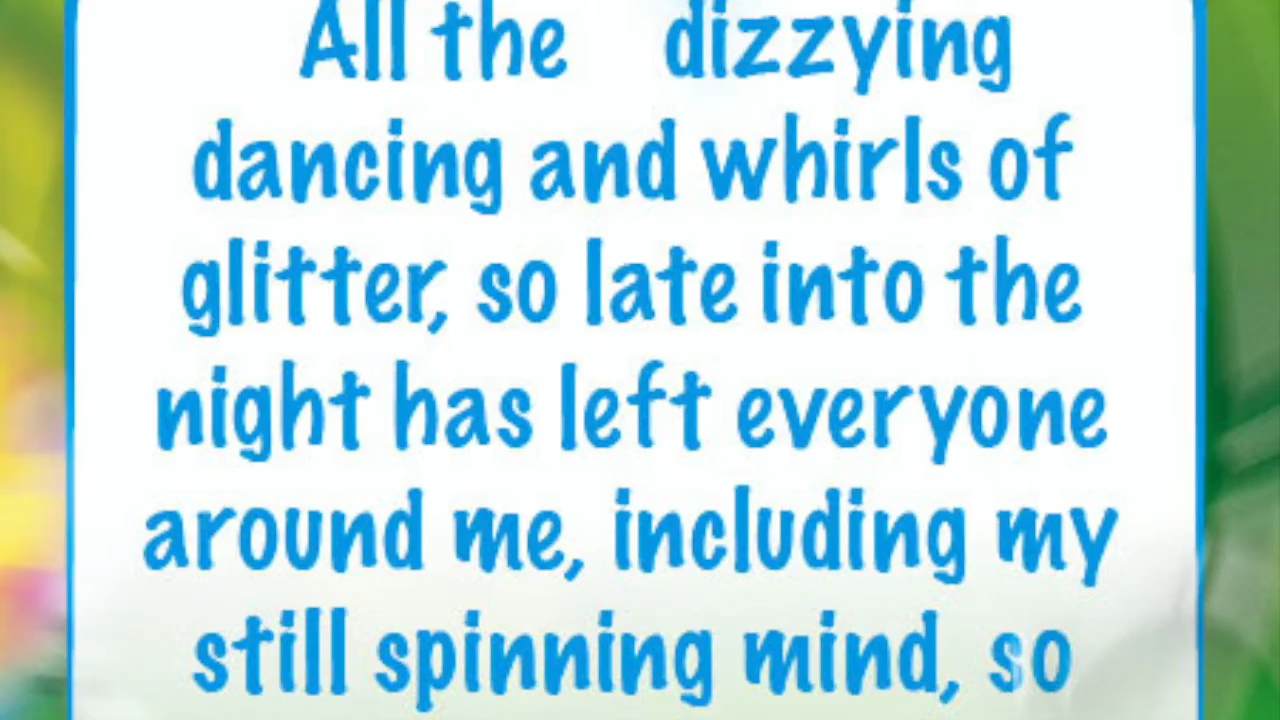 All the dizzying
dancing and whirls of
glitter, so late into the
night has left everyone
around me, including my
still spinning mind, so